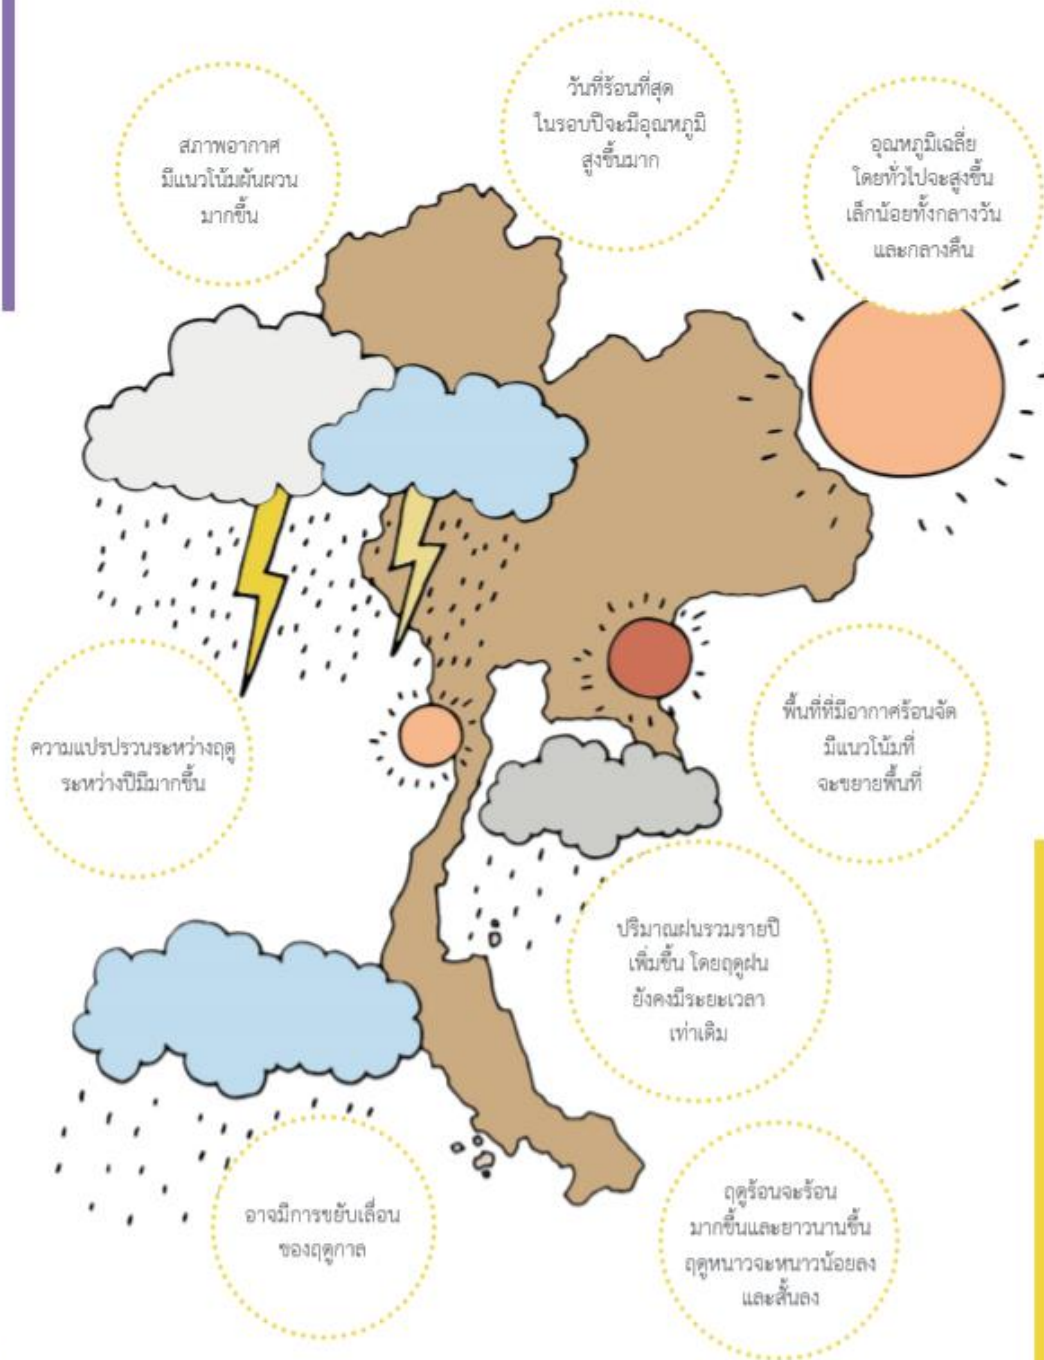 สภาพอากาศ
มีแนวโน้มผันผวน
มากขึ้น
วันที่ร้อนที่สุด
ในรอบปีจะมีอุณหภูมิ
สูงขึ้นมาก
อุณหภูมิเฉลี่ย
โดยทั่วไปจะสูงขึ้น
เล็กน้อยทั้งกลางวัน
และกลางคืน
ความแปรปรวนระหว่างฤดู
ระหว่างปีมีมากขึ้น
พื้นที่ที่มีอากาศร้อนจัด
มีแนวโน้มที่
จะขยายพื้นที่
ปริมาณฝนรวมรายปี
เพิ่มขึ้น โดยฤดูฝน
ยังคงมีระยะเวลา
เท่าเดิม
อาจมีการขยับเลื่อน
ของฤดูกาล
ฤดูร้อนจะร้อน
มากขึ้นและยาวนานขึ้น
ฤดูหนาวจะหนาวน้อยลง
และสั้นลง